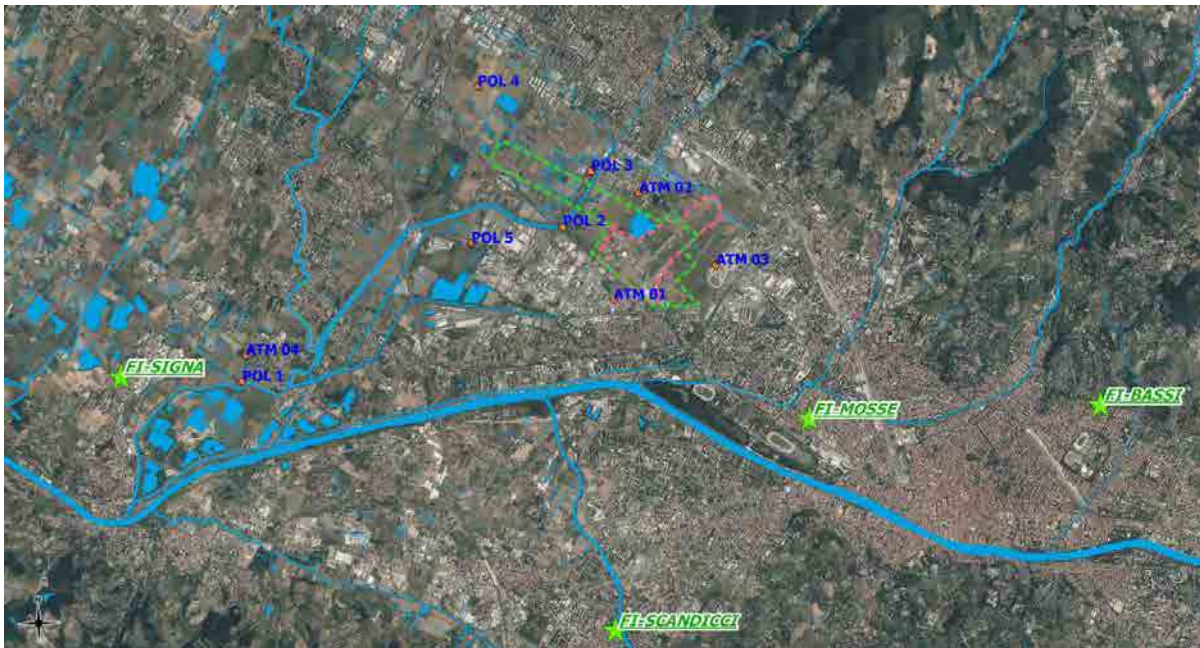 POL 4
POL 3
ATM 02
POL 2
POL 5
ATM 03
ATM 01
ATM 04
FI-SIGNA
POL 1
FI-BASSI
FI-MOSSE
FI-SCANDICCI